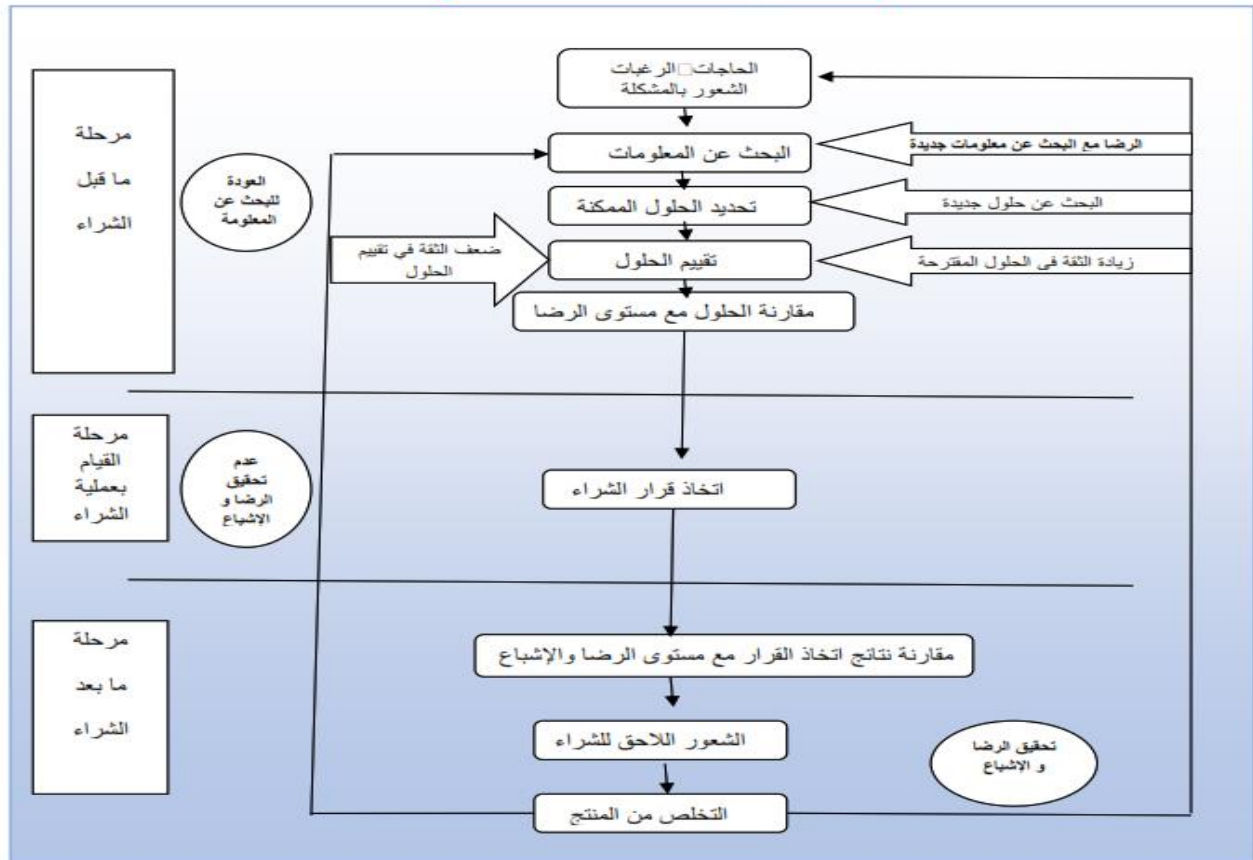 الحاجات الرغبات
الشعور بالمشكلة
مرحلة
ما قبل
الشراء
العودة
للبحث عن
المعلومة
البحث عن المعلومات
الرضا مع البحث عن معلومات جديدة
تحديد الحلول الممكنة
البحث عن حلول جديدة
ضعف الثقة في تقييم
الحلول
تقييم الحلول
زيادة الثقة في الحلول المقترحة
مقارنة الحلول مع مستوى الرضا
مرحلة
القيام
بعملية
الشراء
عدم
تحقيق
الرضا و
الإشباع
اتخاذ قرار الشراء
مرحلة
ما بعد
الشراء
مقارنة نتائج اتخاذ القرار مع مستوى الرضا والإشباع
الشعور اللاحق للشراء
تحقيق الرضا
و الإشباع
التخلص من المنتج